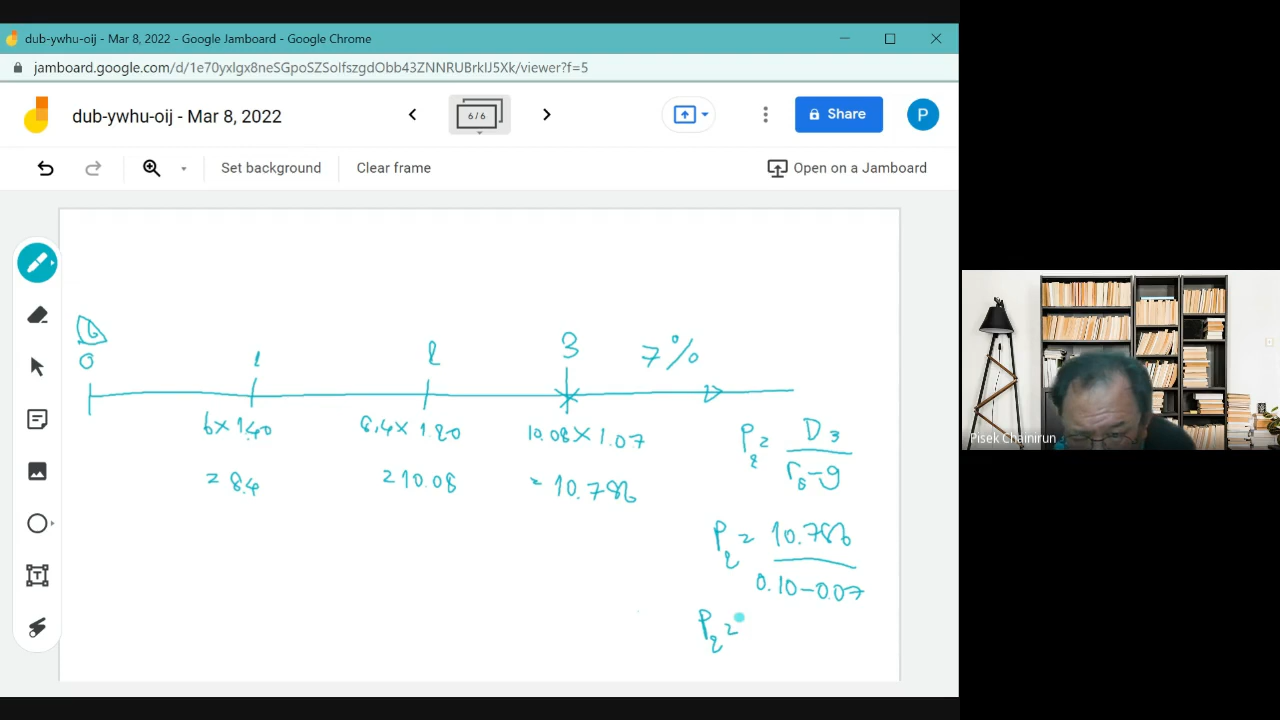 dub-ywhu-oij - Mar 8, 2022 - Google Jamboard - Google Chrome
jamboard.google.com/d/1e70yxlgx8neSGpoSZSolfszgdObb43ZNNRUBrkIJ5Xk/viewer?f=5
dub-ywhu-oij - Mar 8, 2022
6 / 6
Share
P
Set background
Clear frame
Open on a Jamboard
0 1 2 3 7%
6 x 1.40
8.4 x 1.20
10.08 x 1.07
P2 = D3 / rs - g
= 8.4
= 10.08
= 10.786
P2 = 10.786 / 0.10 - 0.07
P2 =
Pisek Chainirun